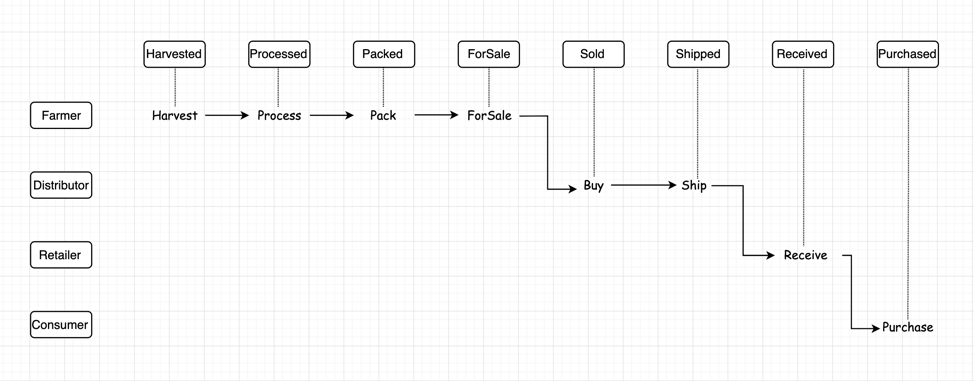 Harvested
Processed
Packed
ForSale
Sold
Shipped
Received
Purchased
Farmer
Harvest
Process
Pack
ForSale
Distributor
Buy
Ship
Retailer
Receive
Consumer
Purchase